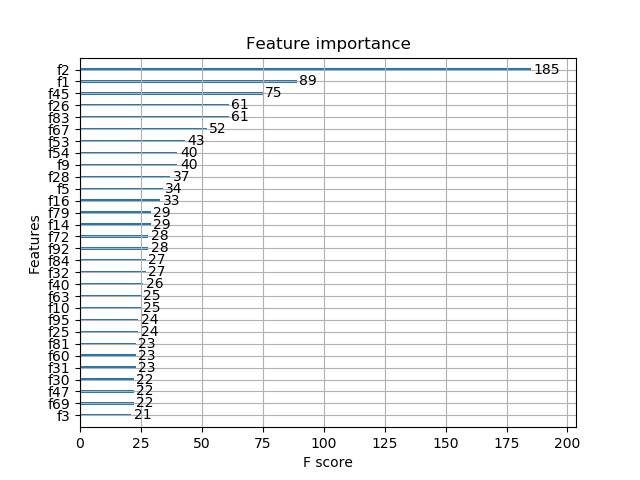 Feature importance
f2 185
f1 89
f45 75
f26 61
f83 61
f67 52
f53 43
f54 40
f9 40
f28 37
f5 34
f16 33
f79 29
f14 29
f72 28
f92 28
f84 27
f32 27
f40 26
f63 25
f10 25
f95 24
f25 24
f81 23
f60 23
f31 23
f30 22
f47 22
f69 22
f3 21
Features
0 25 50 75 100 125 150 175 200
F score